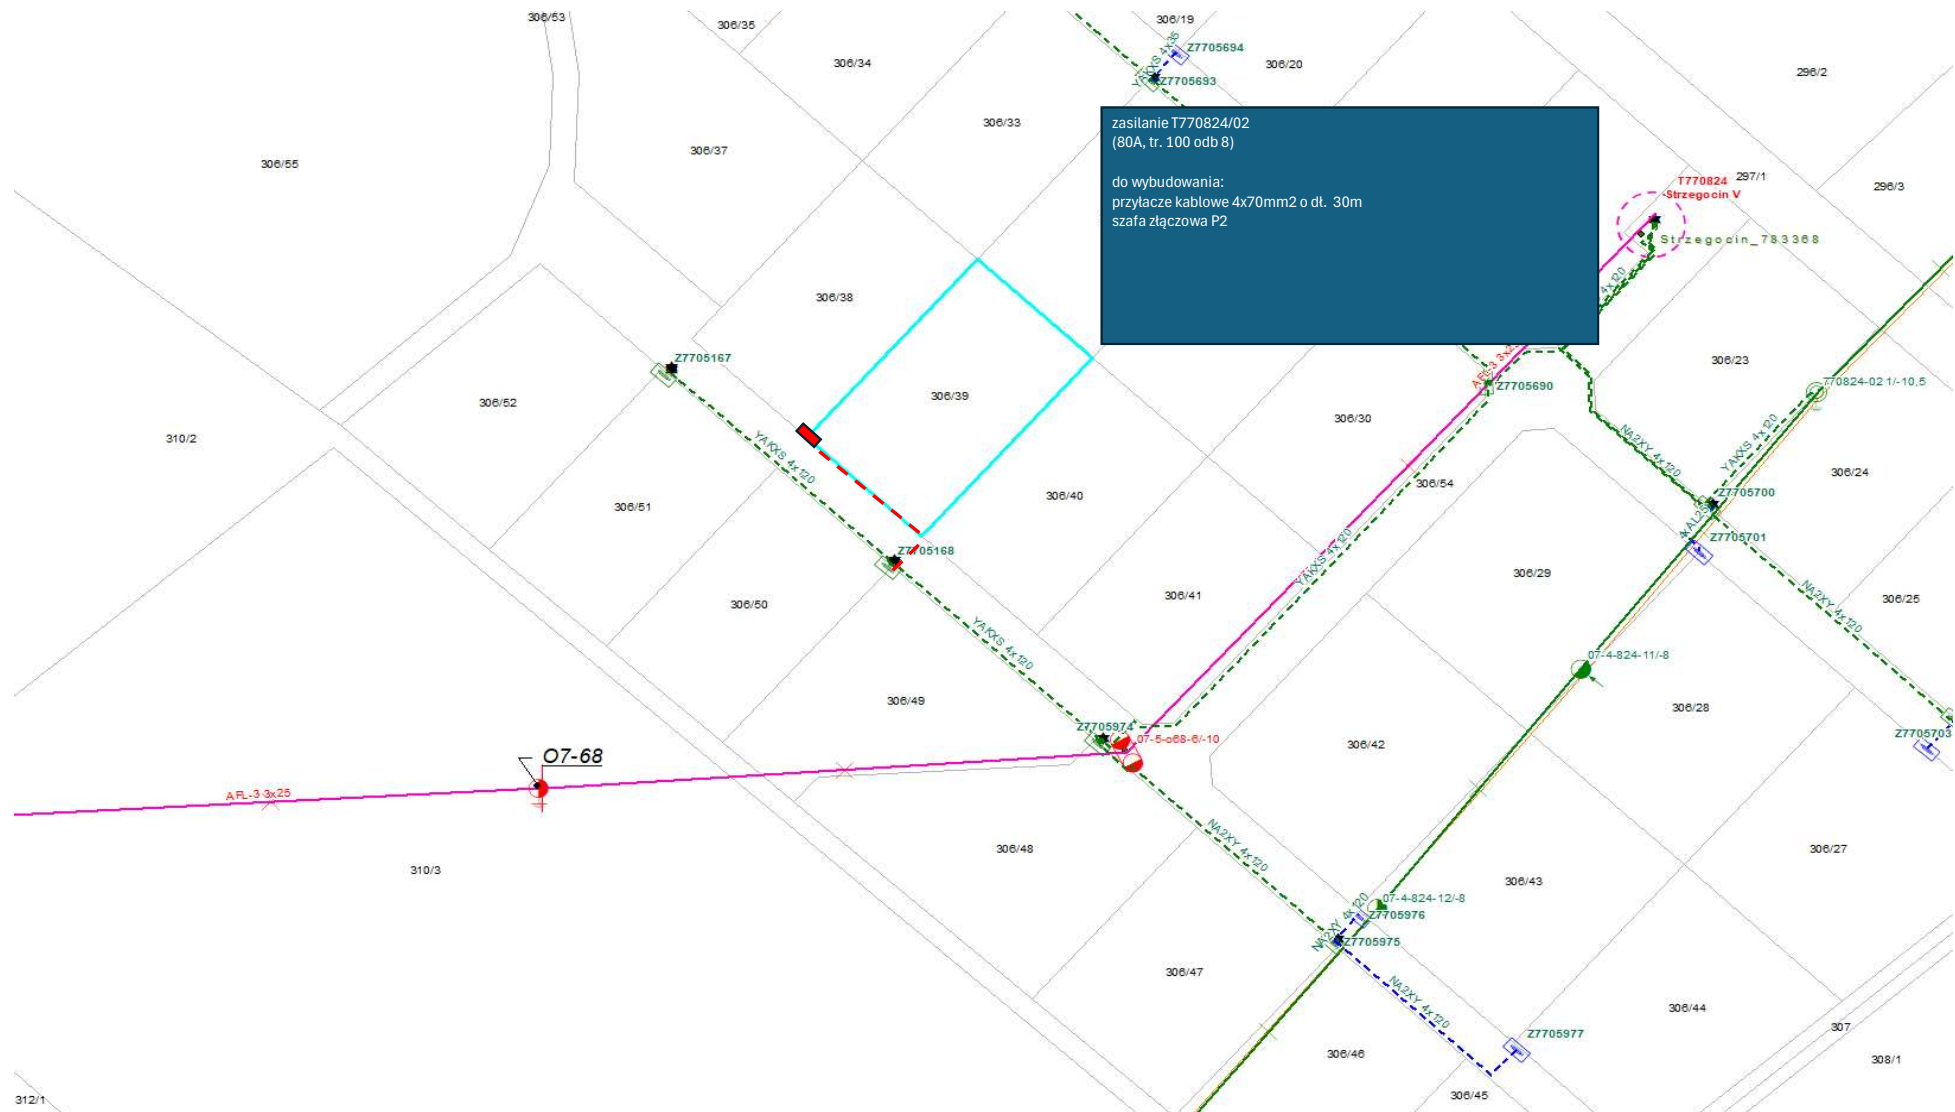 306/53
306/35
306/19
306/34
YAKXS 4x35
Z7705694
306/20
296/2
Z7705693
306/33
306/37
306/55
zasilanie T770824/02
(80A, tr. 100 odb 8)
do wybudowania:
przyłacze kablowe 4x70mm2 o dł. 30m
szafa złączowa P2
297/1
T770824
Strzegocin V
296/3
Strzegocin_783368
4x120
306/38
Z7705167
306/23
AFL-3 3x25
Z7705690
770824-02 1/-10,5
306/39
306/52
306/30
310/2
YAKXS 4x120
NA2XY 4x120
YAKXS 4x120
306/24
306/54
306/40
306/51
Z7705700
4xAL25
Z7705701
Z7705168
YAKXS 4x120
306/29
306/41
306/50
NA2XY 4x120
306/25
YAKXS 4x120
07-4-824-11/-8
306/49
306/28
Z7705974
07-5-o68-6/-10
306/42
Z7705703
O7-68
AFL-3 3x25
NA2XY 4x120
306/48
306/27
310/3
306/43
07-4-824-12/-8
NA2XY 4x120
Z7705976
Z7705975
306/47
NA2XY 4x120
306/44
307
Z7705977
306/46
308/1
306/45
312/1